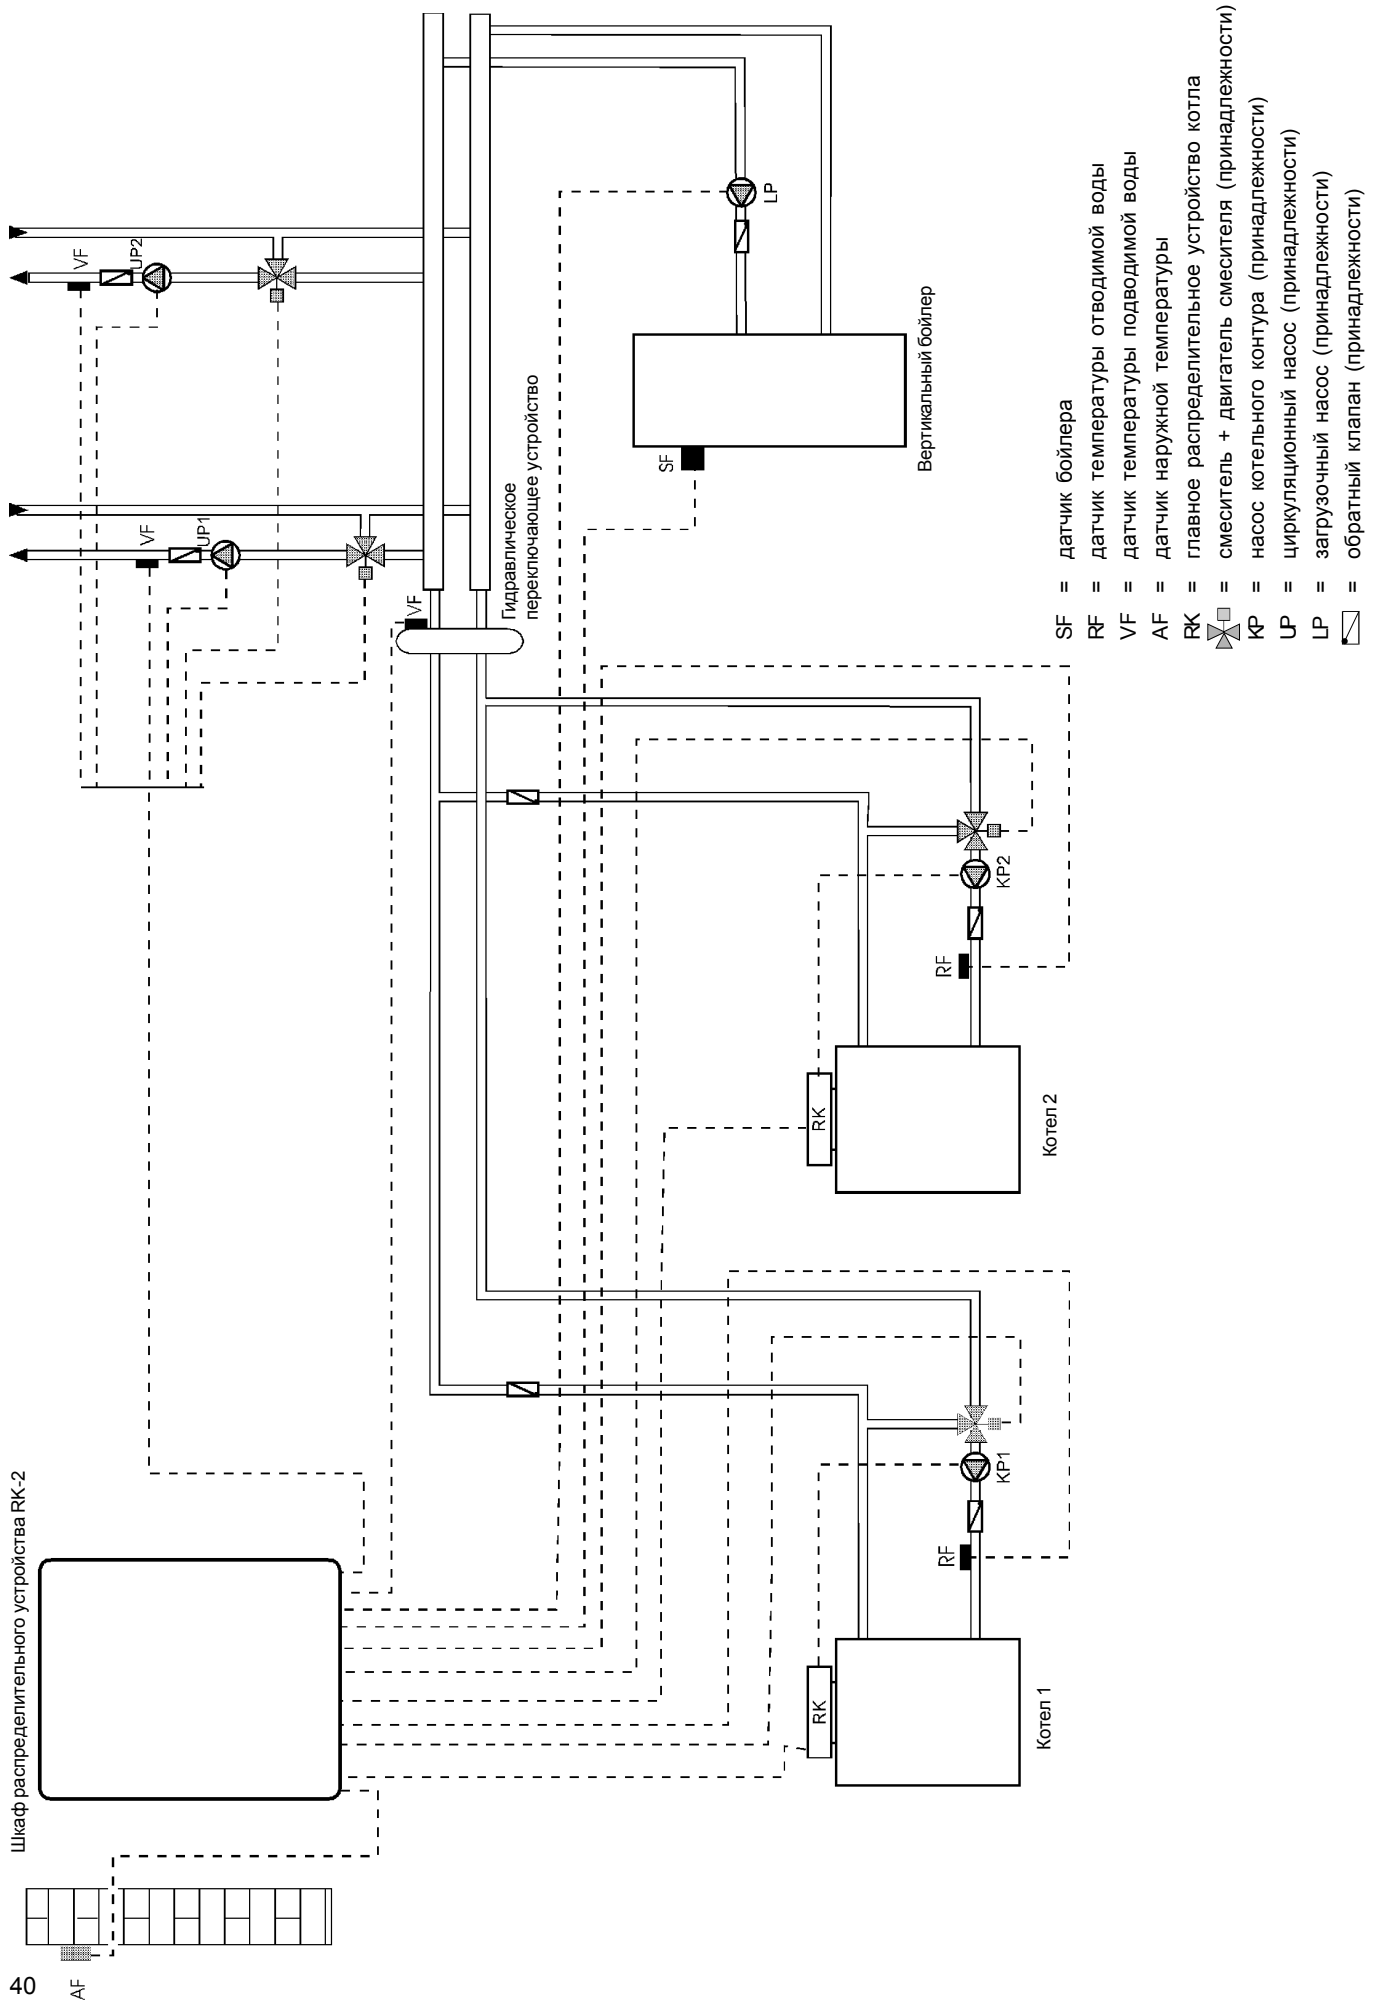 40
Шкаф распределительного устройства RK-2
AF
VF
UP2
VF
UP1
VF
Гидравлическое
переключающее устройство
LP
SF
Вертикальный бойлер
RK
RF
KP1
Котел 1
RK
RF
KP2
Котел 2
SF = датчик бойлера
RF = датчик температуры отводимой воды
VF = датчик температуры подводимой воды
AF = датчик наружной температуры
RK = главное распределительное устройство котла
= смеситель + двигатель смесителя (принадлежности)
KP = насос котельного контура (принадлежности)
UP = циркуляционный насос (принадлежности)
LP = загрузочный насос (принадлежности)
= обратный клапан (принадлежности)